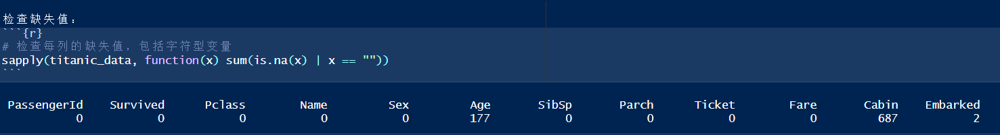 检查缺失值：
```{r}
# 检查每列的缺失值，包括字符型变量
sapply(titanic_data, function(x) sum(is.na(x) | x == ""))
```
PassengerId Survived Pclass Name Sex Age SibSp Parch Ticket Fare Cabin Embarked
0 0 0 0 0 177 0 0 0 0 687 2